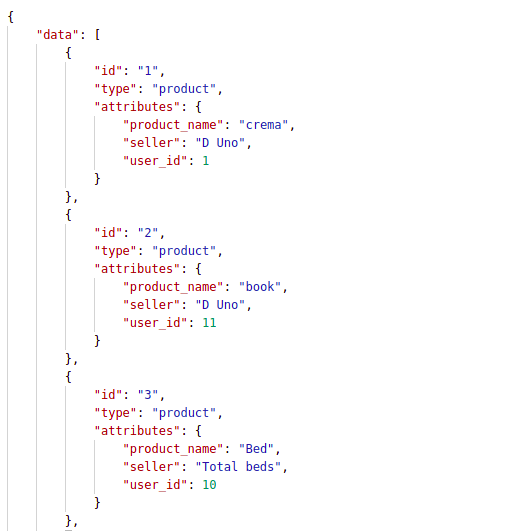 {
"data": [
{
"id": "1",
"type": "product",
"attributes": {
"product_name": "crema",
"seller": "D Uno",
"user_id": 1
}
},
{
"id": "2",
"type": "product",
"attributes": {
"product_name": "book",
"seller": "D Uno",
"user_id": 11
}
},
{
"id": "3",
"type": "product",
"attributes": {
"product_name": "Bed",
"seller": "Total beds",
"user_id": 10
}
},